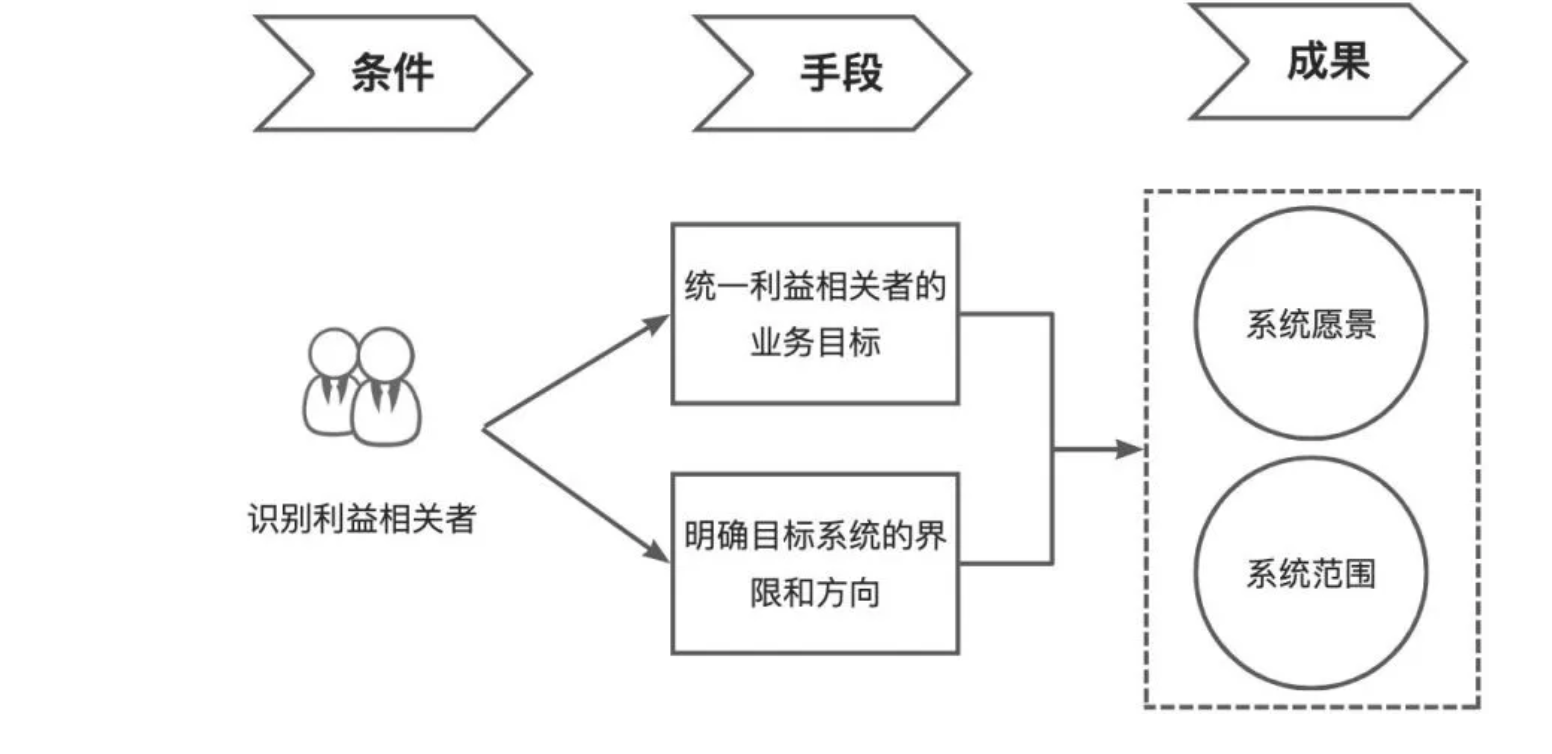 条件
手段
成果
统一利益相关者的
业务目标
系统愿景
识别利益相关者
明确目标系统的界
限和方向
系统范围